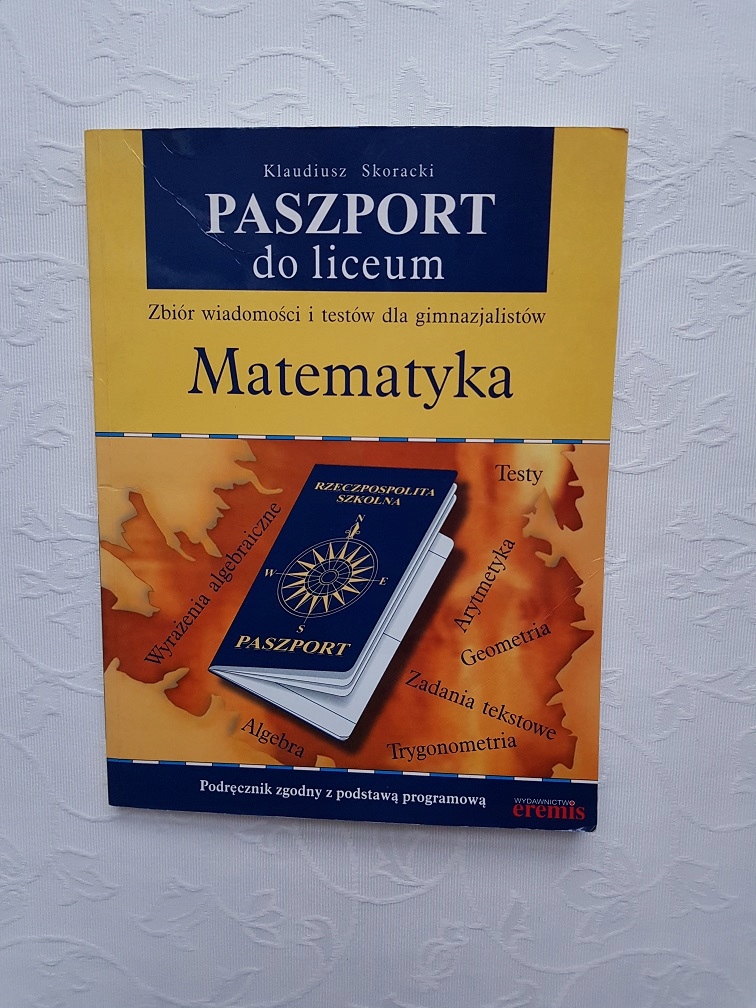 Klaudiusz Skoracki
PASZPORT
do liceum
Zbiór wiadomości i testów dla gimnazjalistów
Matematyka
Testy
RZECZPOSPOLITA
SZKOLNA
N
W
E
S
PASZPORT
Wyrażenia algebraiczne
Arytmetyka
Geometria
Zadania tekstowe
Algebra
Trygonometria
Podręcznik zgodny z podstawą programową
WYDAWNICTWO
eremis